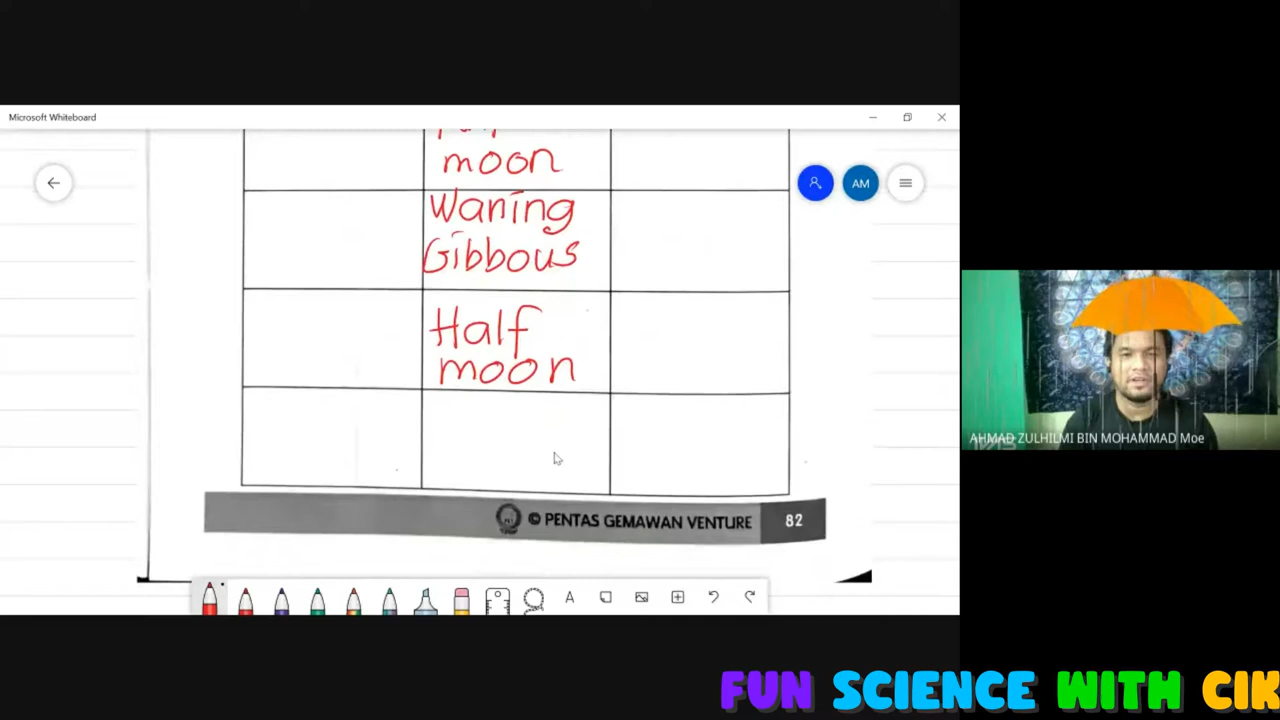 Microsoft Whiteboard
moon
Waning
Gibbous
Half
moon
AM
© PENTAS GEMAWAN VENTURE 82
AHMAD ZULHILMI BIN MOHAMMAD Moe
FUN SCIENCE WITH CIK